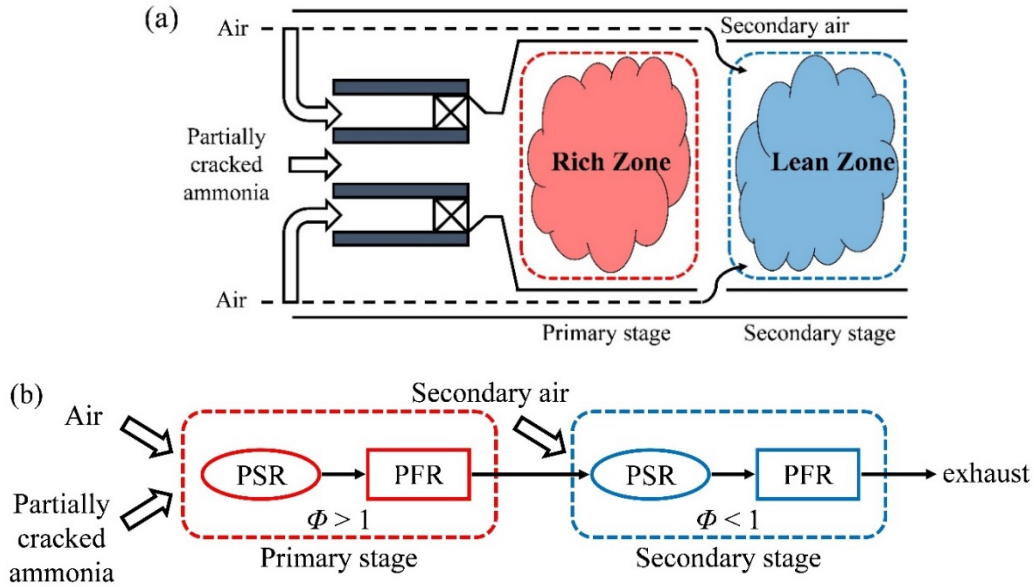 (a)
Air
Secondary air
Partially
cracked
ammonia
Rich Zone
Lean Zone
Air
Primary stage
Secondary stage
(b)
Air
Secondary air
PSR
PFR
PSR
PFR
exhaust
Partially
cracked
ammonia
Φ > 1
Φ < 1
Primary stage
Secondary stage